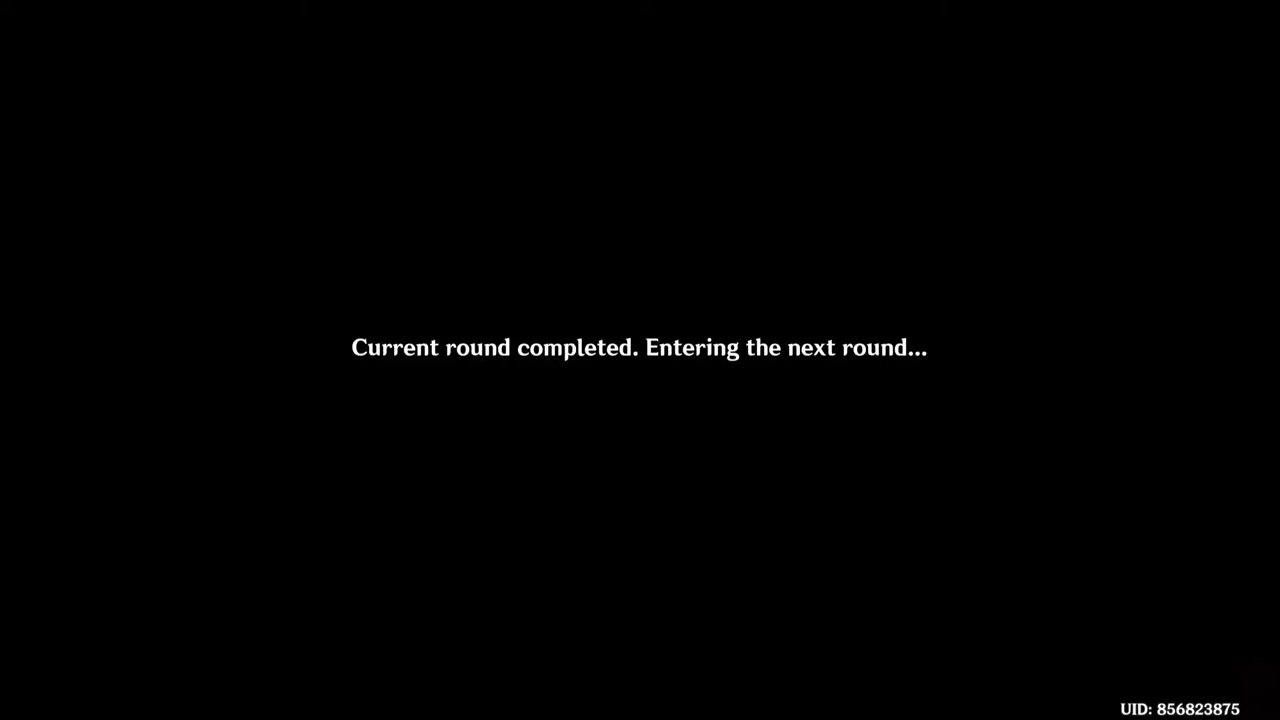 Current round completed. Entering the next round...
UID: 856823875